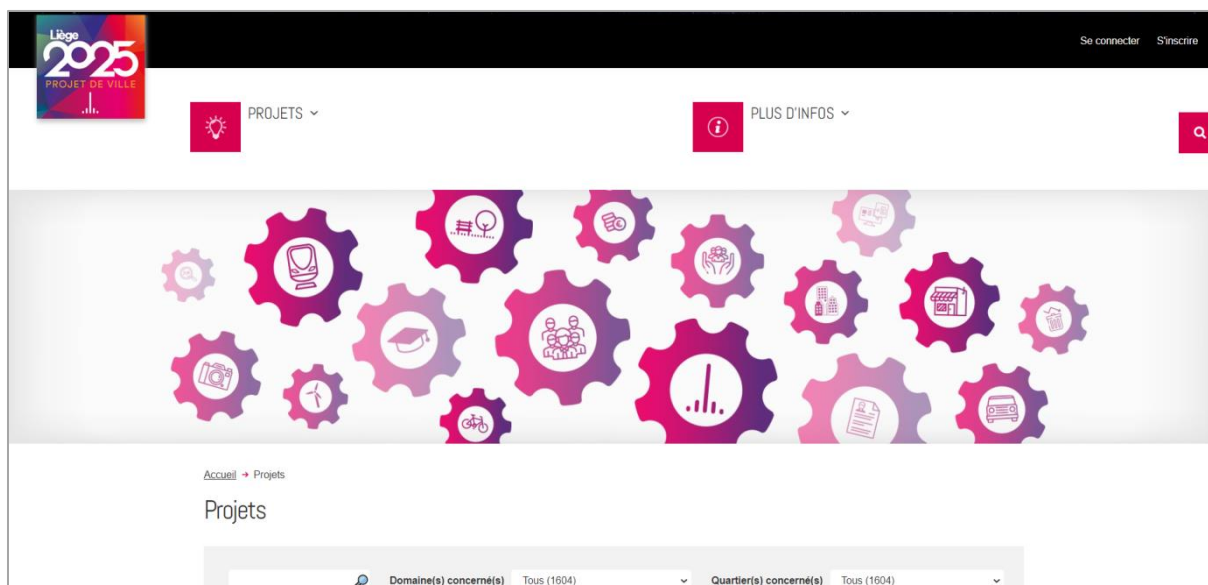 Liège
2025
PROJET DE VILLE
Se connecter S'inscrire
PROJETS
PLUS D'INFOS
Accueil → Projets
Projets
Domaine(s) concerné(s) Tous (1604) Quartier(s) concerné(s) Tous (1604)